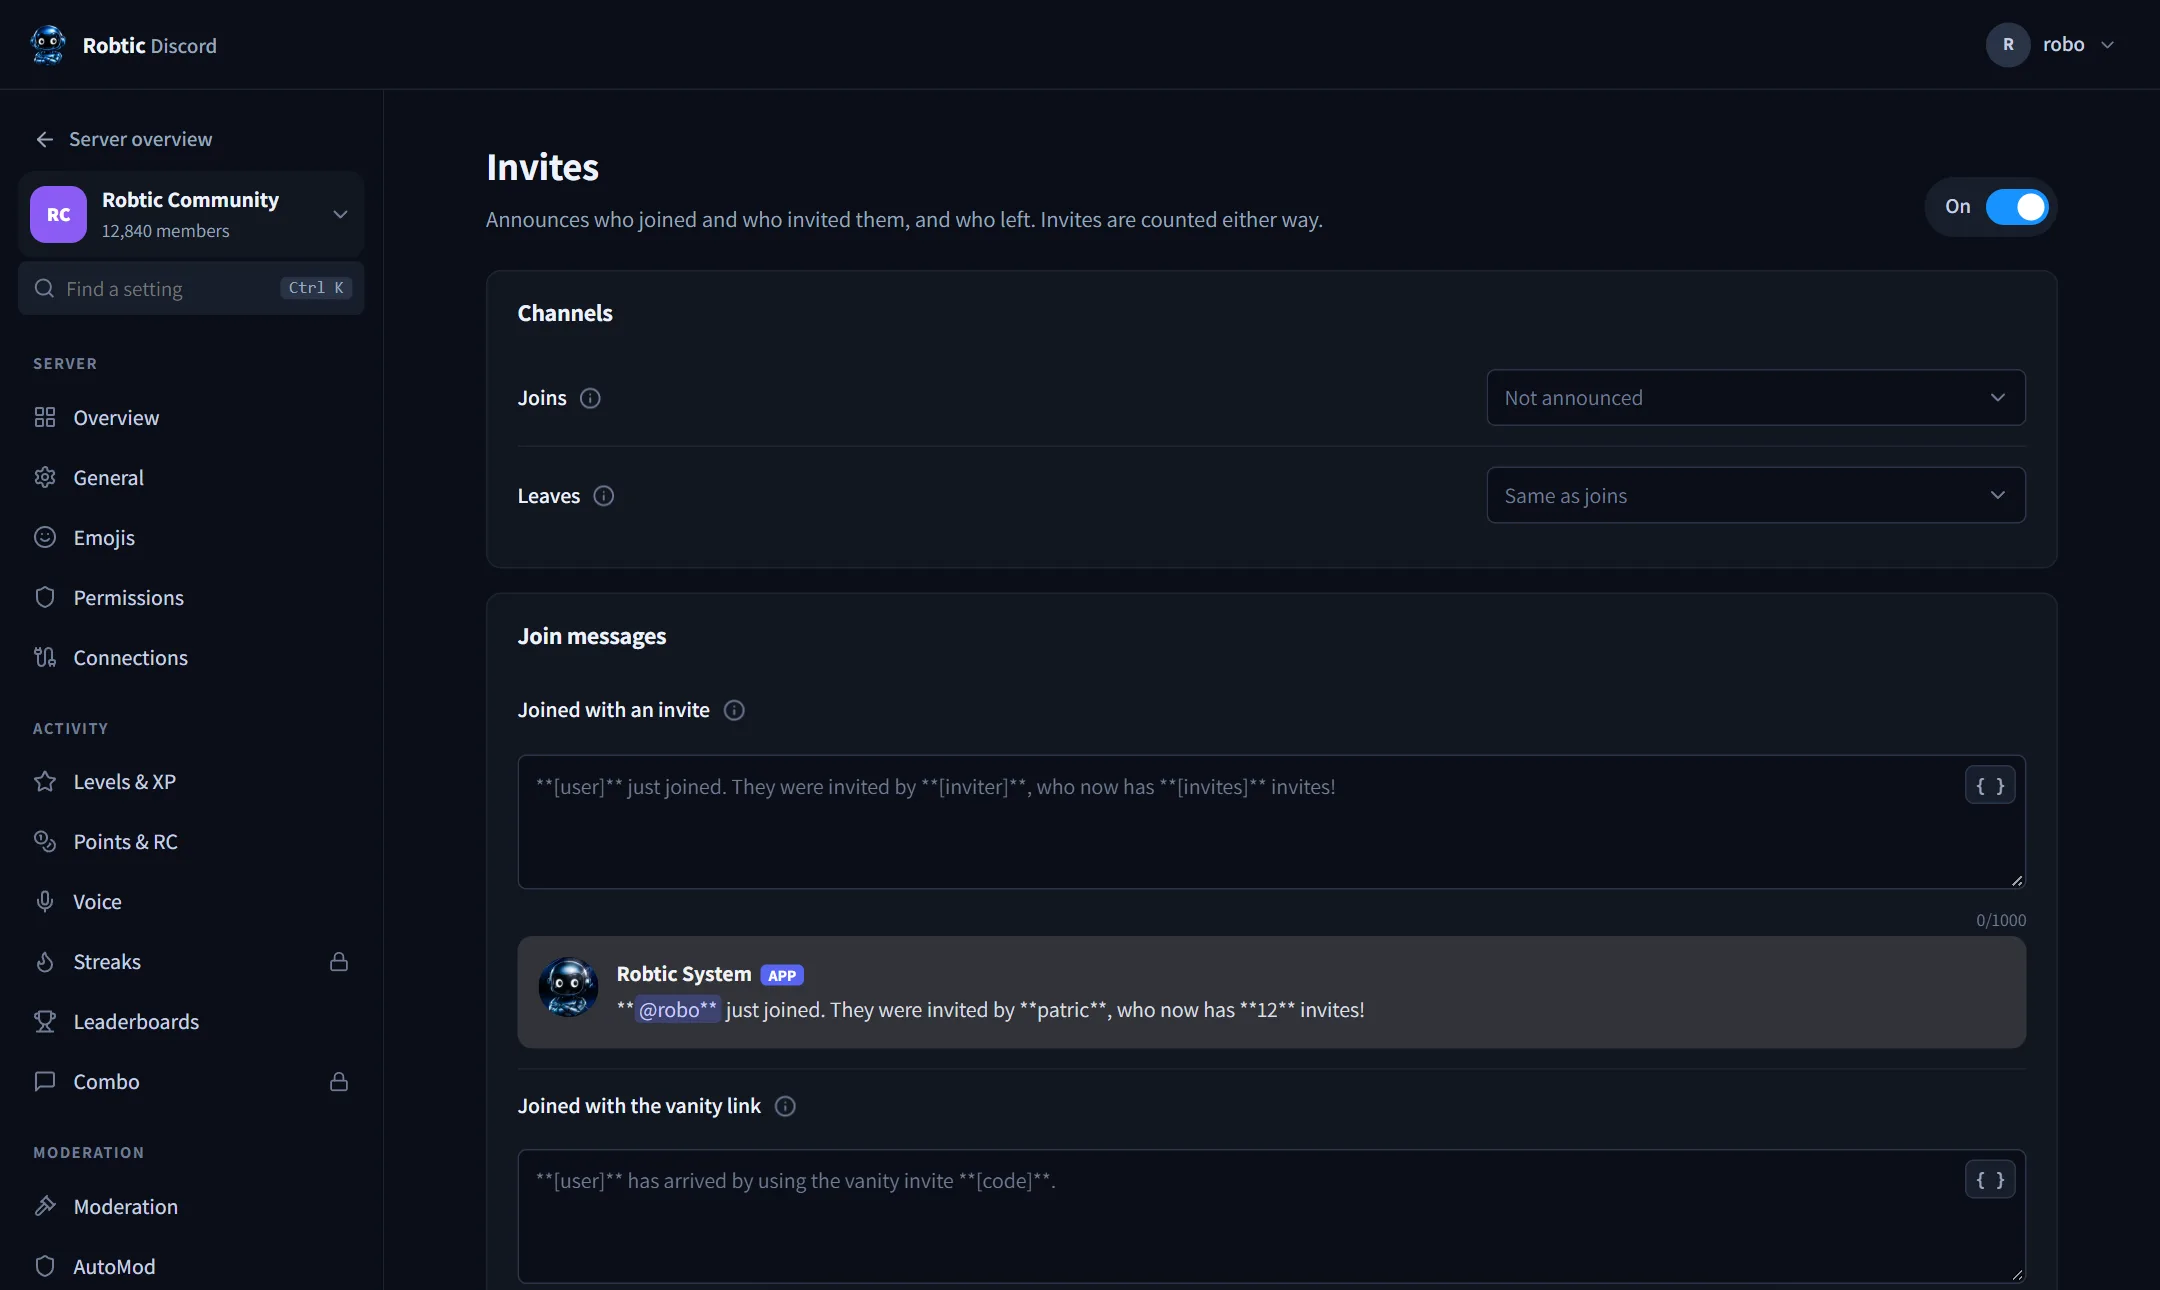 Robtic Discord
R robo
Server overview
RC Robtic Community
12,840 members
Find a setting Ctrl K
SERVER
Overview
General
Emojis
Permissions
Connections
ACTIVITY
Levels & XP
Points & RC
Voice
Streaks
Leaderboards
Combo
MODERATION
Moderation
AutoMod
Invites
Announces who joined and who invited them, and who left. Invites are counted either way.
On
Channels
Joins
Not announced
Leaves
Same as joins
Join messages
Joined with an invite
**[user]** just joined. They were invited by **[inviter]**, who now has **[invites]** invites!
{ }
0/1000
Robtic System APP
**@robo** just joined. They were invited by **patric**, who now has **12** invites!
Joined with the vanity link
**[user]** has arrived by using the vanity invite **[code]**.
{ }